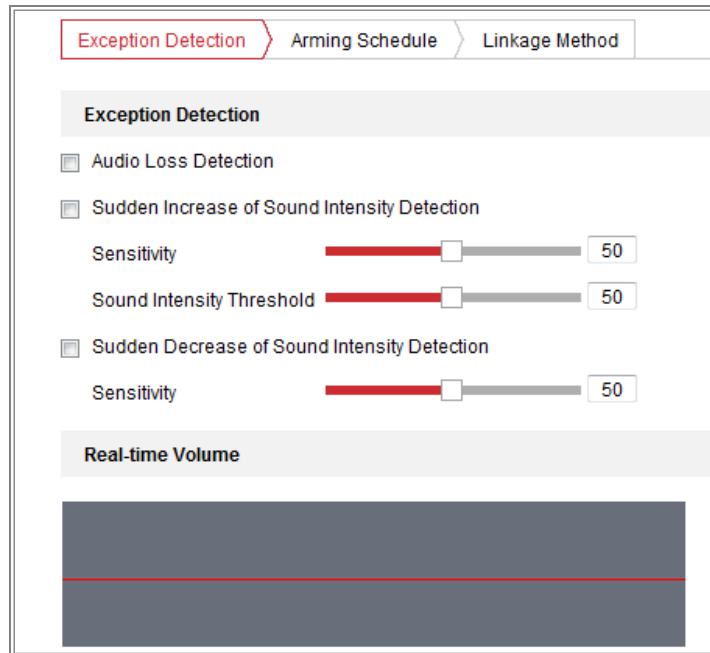 Exception Detection Arming Schedule Linkage Method
Exception Detection
Audio Loss Detection
Sudden Increase of Sound Intensity Detection
Sensitivity 50
Sound Intensity Threshold 50
Sudden Decrease of Sound Intensity Detection
Sensitivity 50
Real-time Volume